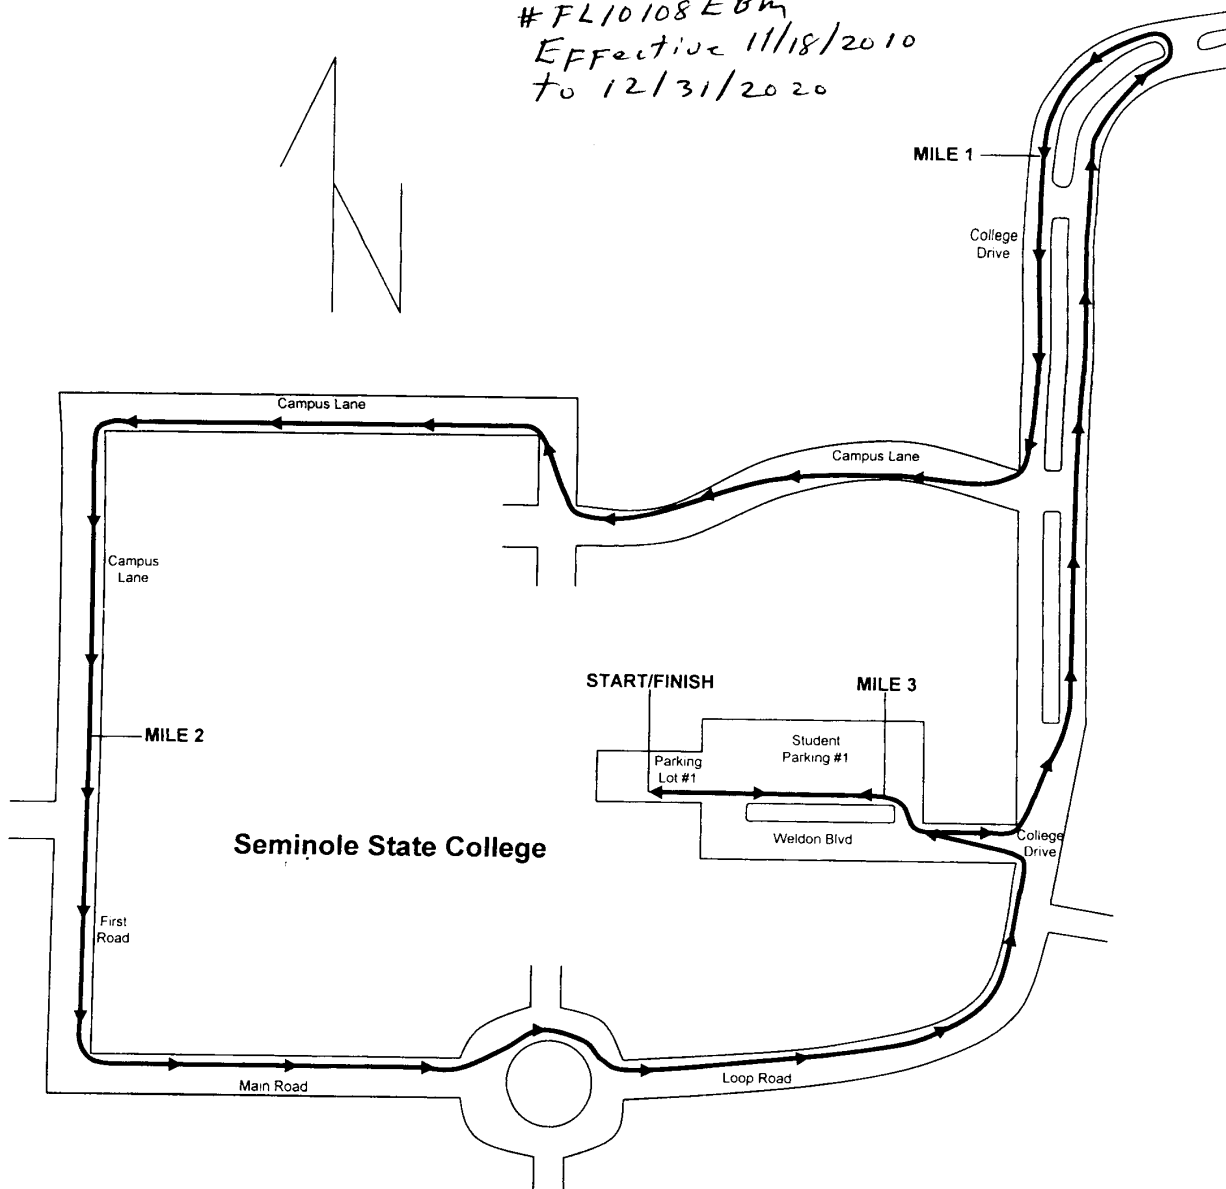 # FL10108EBM
Effective 11/18/2010
to 12/31/2020
N
MILE 1
College
Drive
Campus Lane
Campus Lane
Campus
Lane
START/FINISH
MILE 3
MILE 2
Student
Parking #1
Parking
Lot #1
Seminole State College
Weldon Blvd
College
Drive
First
Road
Main Road
Loop Road